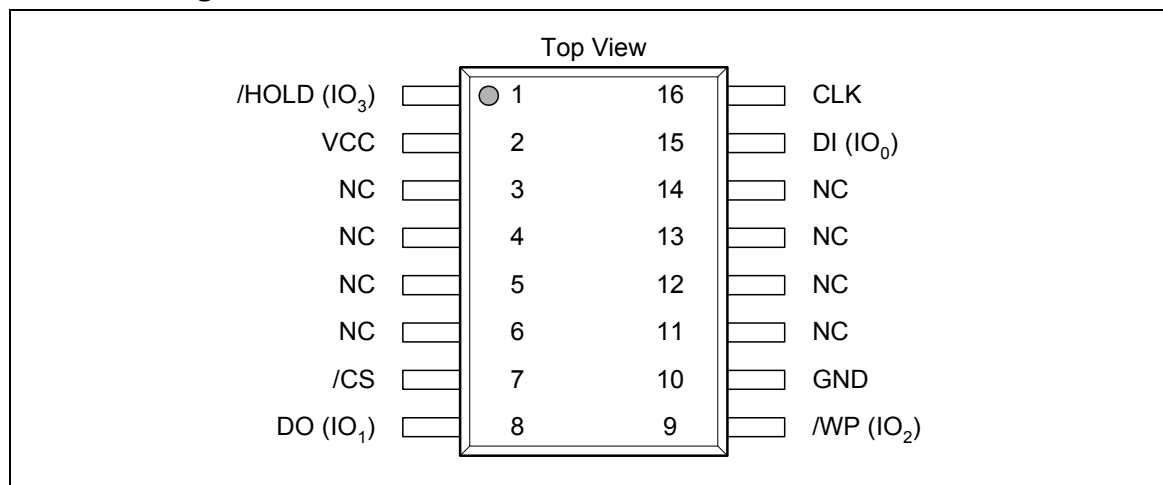 Top View
/HOLD (IO3) 1 16 CLK
VCC 2 15 DI (IO0)
NC 3 14 NC
NC 4 13 NC
NC 5 12 NC
NC 6 11 NC
/CS 7 10 GND
DO (IO1) 8 9 /WP (IO2)